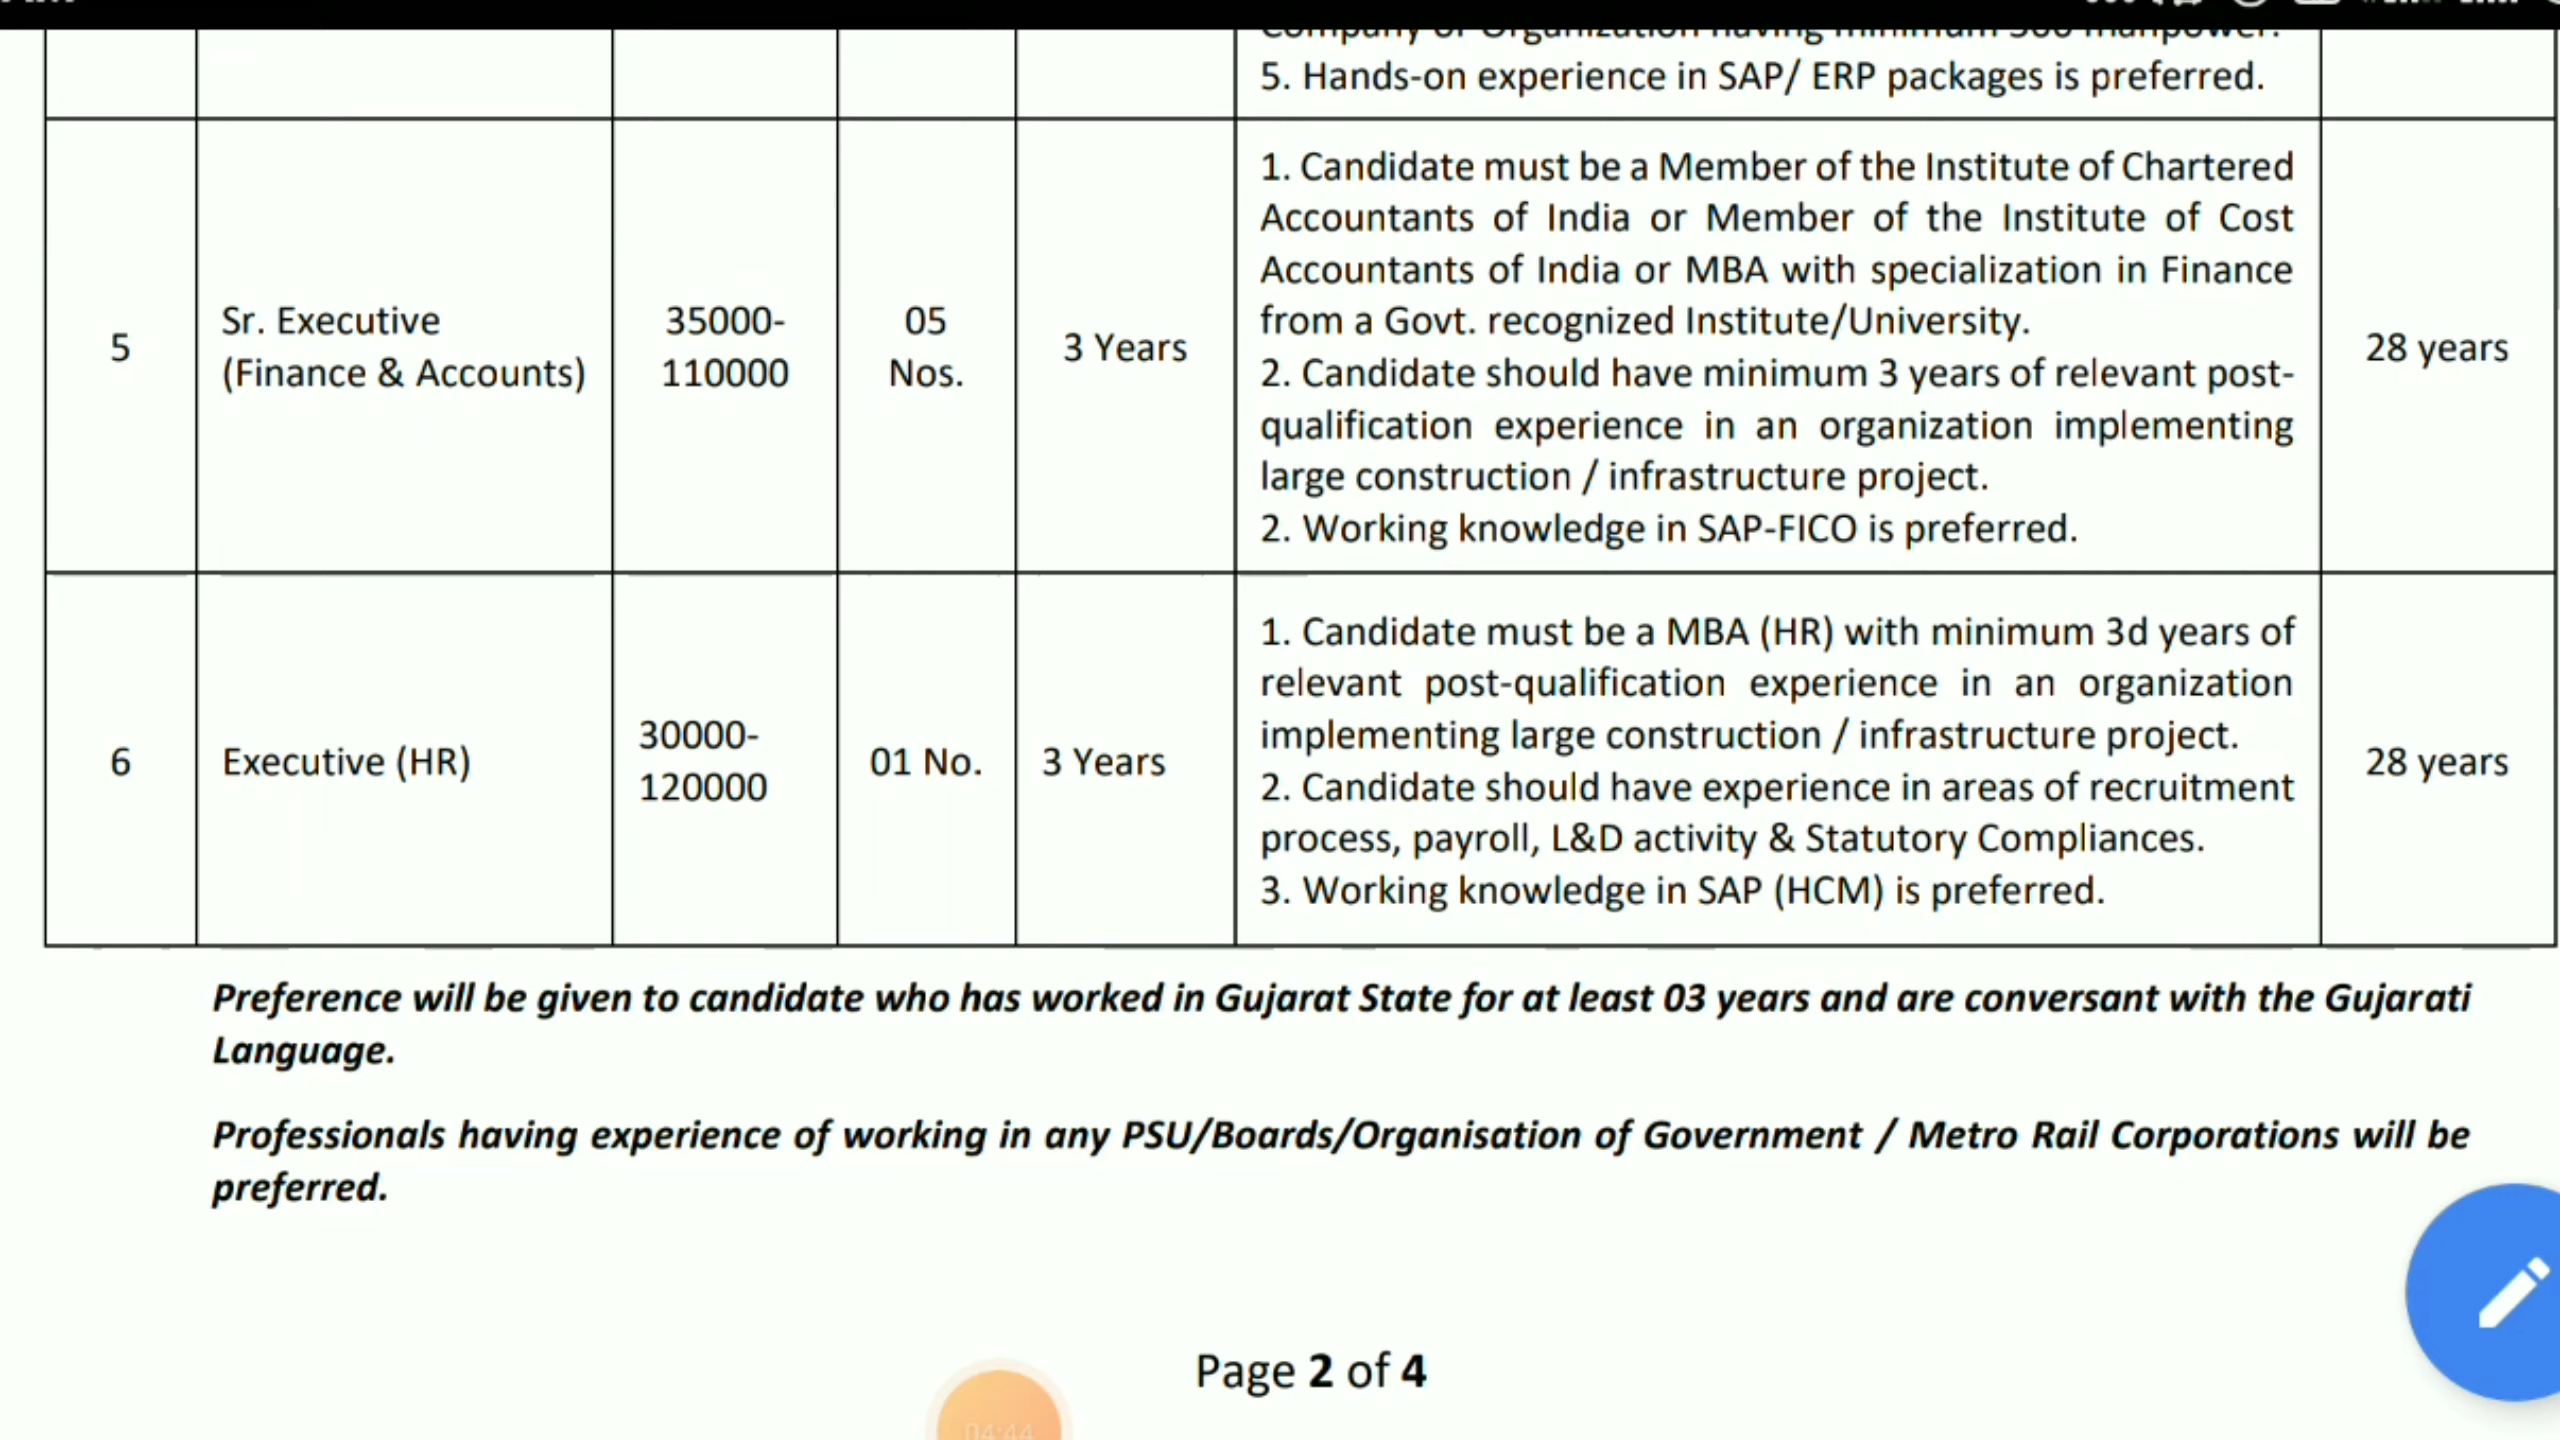 Company or Organization having minimum 500 manpower.
5. Hands-on experience in SAP/ ERP packages is preferred.
5
Sr. Executive
(Finance & Accounts)
35000-
110000
05
Nos.
3 Years
1. Candidate must be a Member of the Institute of Chartered
Accountants of India or Member of the Institute of Cost
Accountants of India or MBA with specialization in Finance
from a Govt. recognized Institute/University.
2. Candidate should have minimum 3 years of relevant post-
qualification experience in an organization implementing
large construction / infrastructure project.
2. Working knowledge in SAP-FICO is preferred.
28 years
6
Executive (HR)
30000-
120000
01 No.
3 Years
1. Candidate must be a MBA (HR) with minimum 3d years of
relevant post-qualification experience in an organization
implementing large construction / infrastructure project.
2. Candidate should have experience in areas of recruitment
process, payroll, L&D activity & Statutory Compliances.
3. Working knowledge in SAP (HCM) is preferred.
28 years
Preference will be given to candidate who has worked in Gujarat State for at least 03 years and are conversant with the Gujarati
Language.
Professionals having experience of working in any PSU/Boards/Organisation of Government / Metro Rail Corporations will be
preferred.
Page 2 of 4
04:44